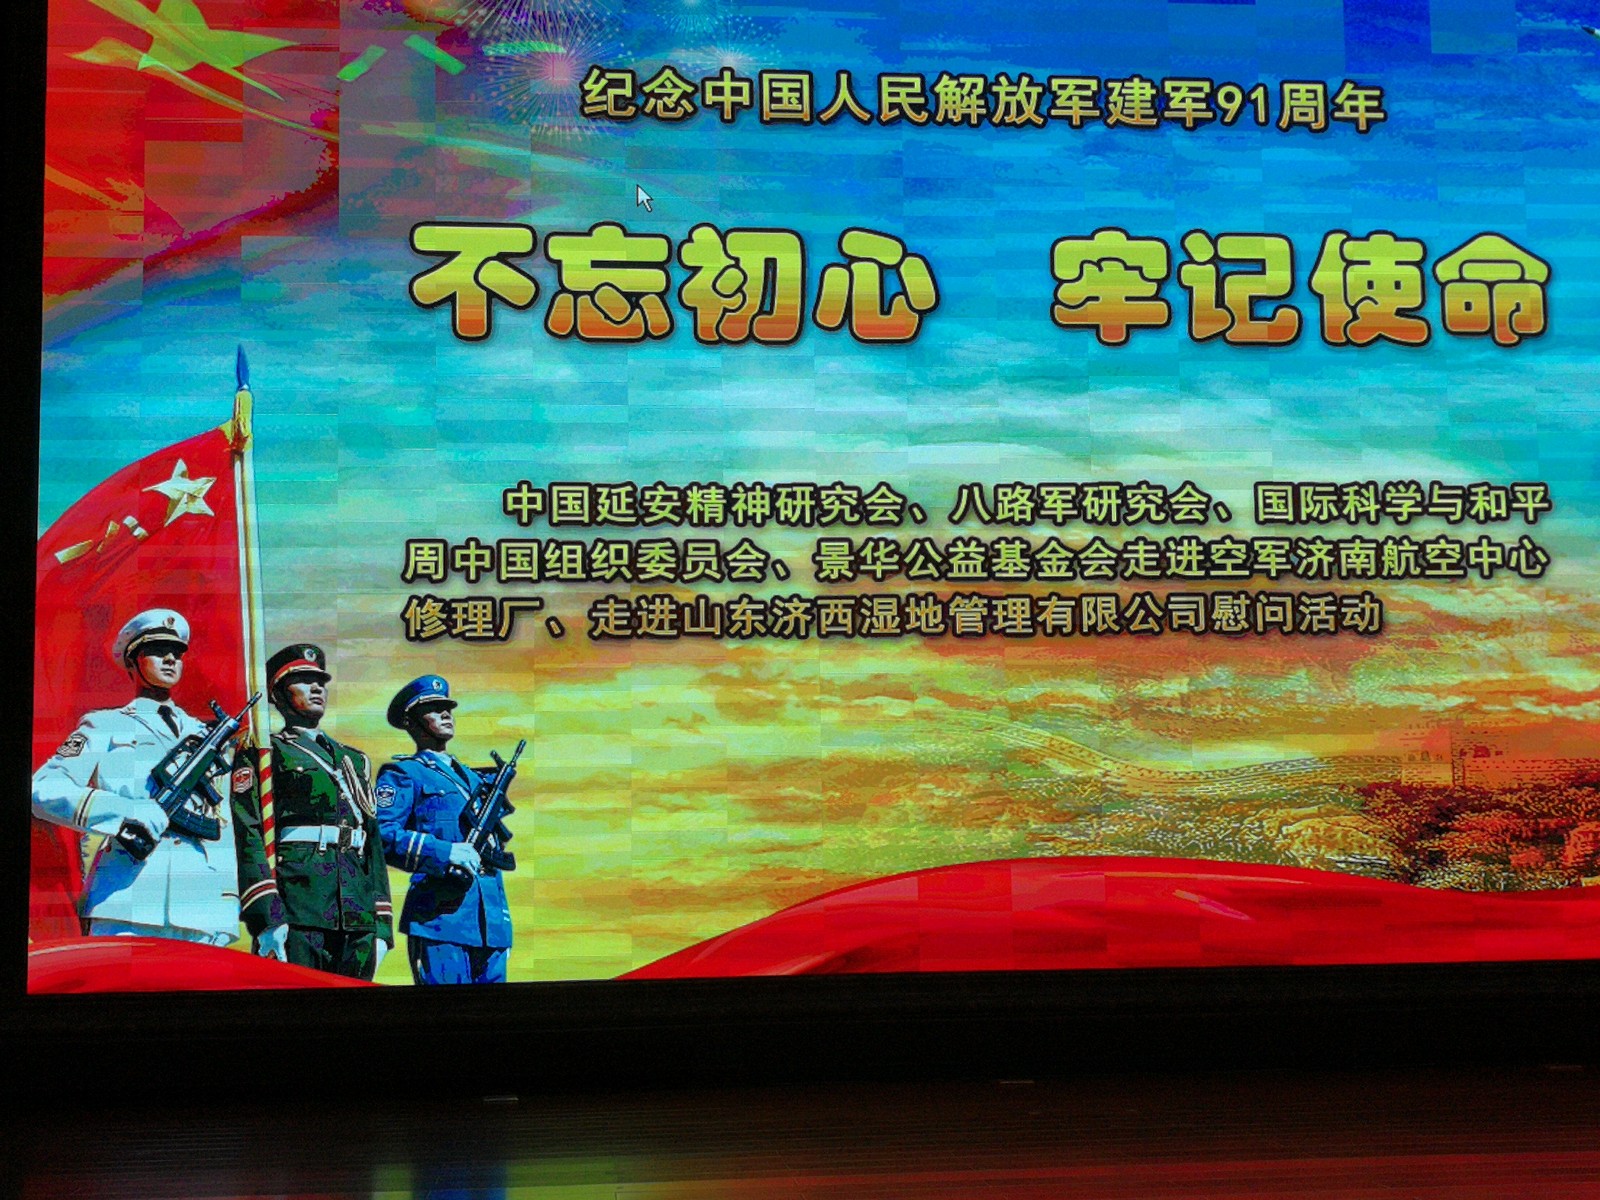 纪念中国人民解放军建军91周年
不忘初心 牢记使命
中国延安精神研究会、八路军研究会、国际科学与和平
周中国组织委员会、景华公益基金会走进空军济南航空中心
修理厂、走进山东济西湿地管理有限公司慰问活动